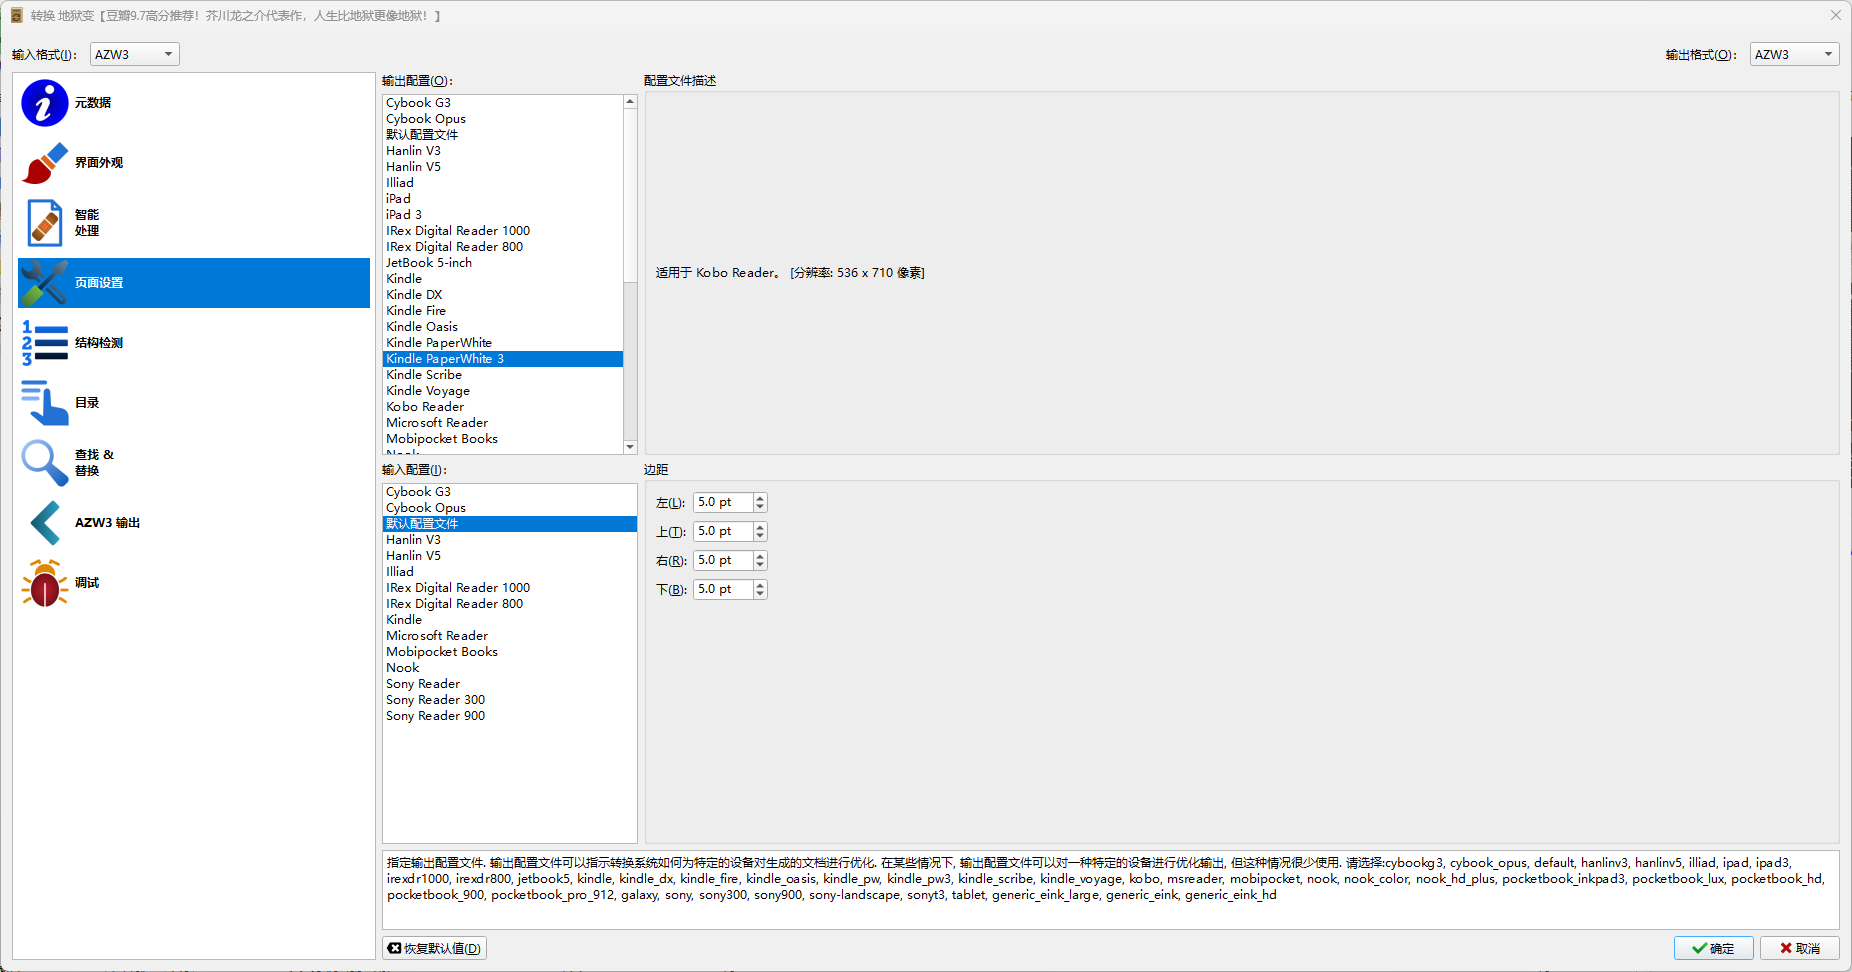 转换 地狱变【豆瓣9.7高分推荐！芥川龙之介代表作，人生比地狱更像地狱！】
输入格式(I):
AZW3
输出格式(O):
AZW3
元数据
界面外观
智能
处理
页面设置
结构检测
目录
查找 &
替换
AZW3 输出
调试
输出配置(O):
Cybook G3
Cybook Opus
默认配置文件
Hanlin V3
Hanlin V5
Illiad
iPad
iPad 3
IRex Digital Reader 1000
IRex Digital Reader 800
JetBook 5-inch
Kindle
Kindle DX
Kindle Fire
Kindle Oasis
Kindle PaperWhite
Kindle PaperWhite 3
Kindle Scribe
Kindle Voyage
Kobo Reader
Microsoft Reader
Mobipocket Books
配置文件描述
适用于 Kobo Reader。 [分辨率: 536 x 710 像素]
输入配置(I):
Cybook G3
Cybook Opus
默认配置文件
Hanlin V3
Hanlin V5
Illiad
IRex Digital Reader 1000
IRex Digital Reader 800
Kindle
Microsoft Reader
Mobipocket Books
Nook
Sony Reader
Sony Reader 300
Sony Reader 900
边距
左(L): 5.0 pt
上(T): 5.0 pt
右(R): 5.0 pt
下(B): 5.0 pt
指定输出配置文件. 输出配置文件可以指示转换系统如何为特定的设备对生成的文档进行优化. 在某些情况下, 输出配置文件可以对一种特定的设备进行优化输出, 但这种情况很少使用. 请选择:cybookg3, cybook_opus, default, hanlinv3, hanlinv5, illiad, ipad, ipad3,
irexdr1000, irexdr800, jetbook5, kindle, kindle_dx, kindle_fire, kindle_oasis, kindle_pw, kindle_pw3, kindle_scribe, kindle_voyage, kobo, msreader, mobipocket, nook, nook_color, nook_hd_plus, pocketbook_inkpad3, pocketbook_lux, pocketbook_hd,
pocketbook_900, pocketbook_pro_912, galaxy, sony, sony300, sony900, sony-landscape, sonyt3, tablet, generic_eink_large, generic_eink, generic_eink_hd
恢复默认值(D)
确定
取消